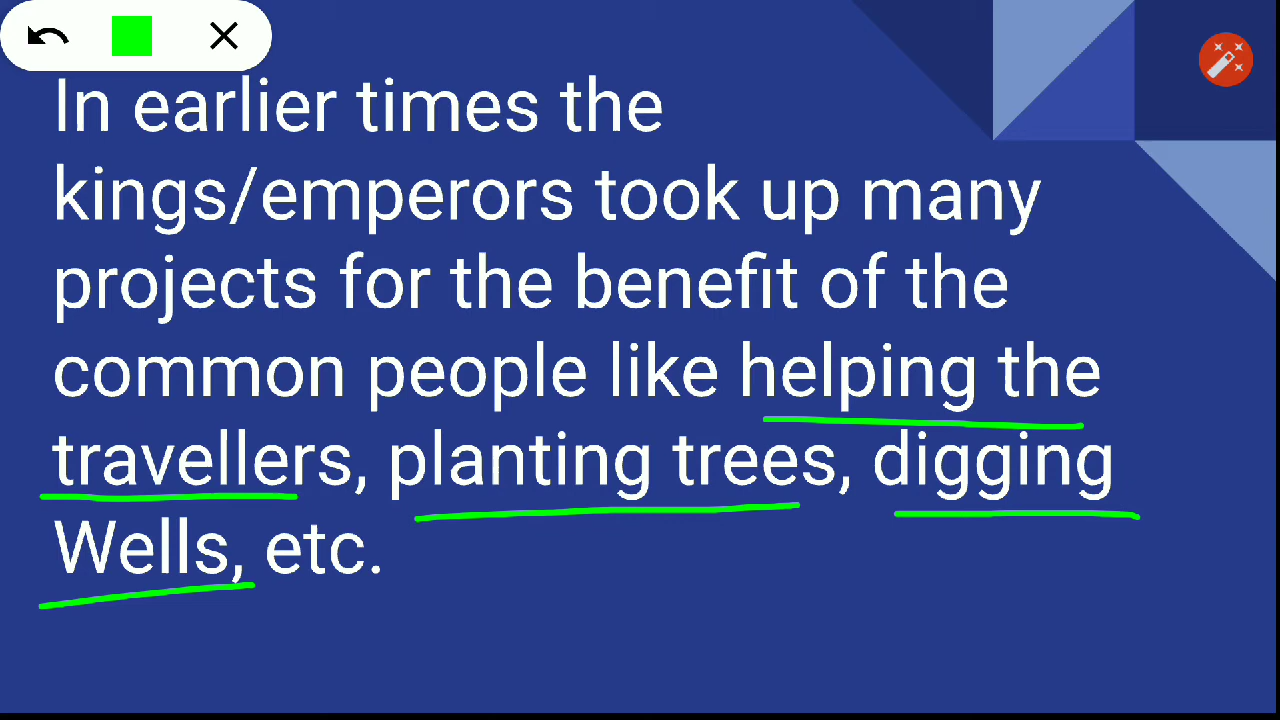 In earlier times the
kings/emperors took up many
projects for the benefit of the
common people like helping the
travellers, planting trees, digging
Wells, etc.